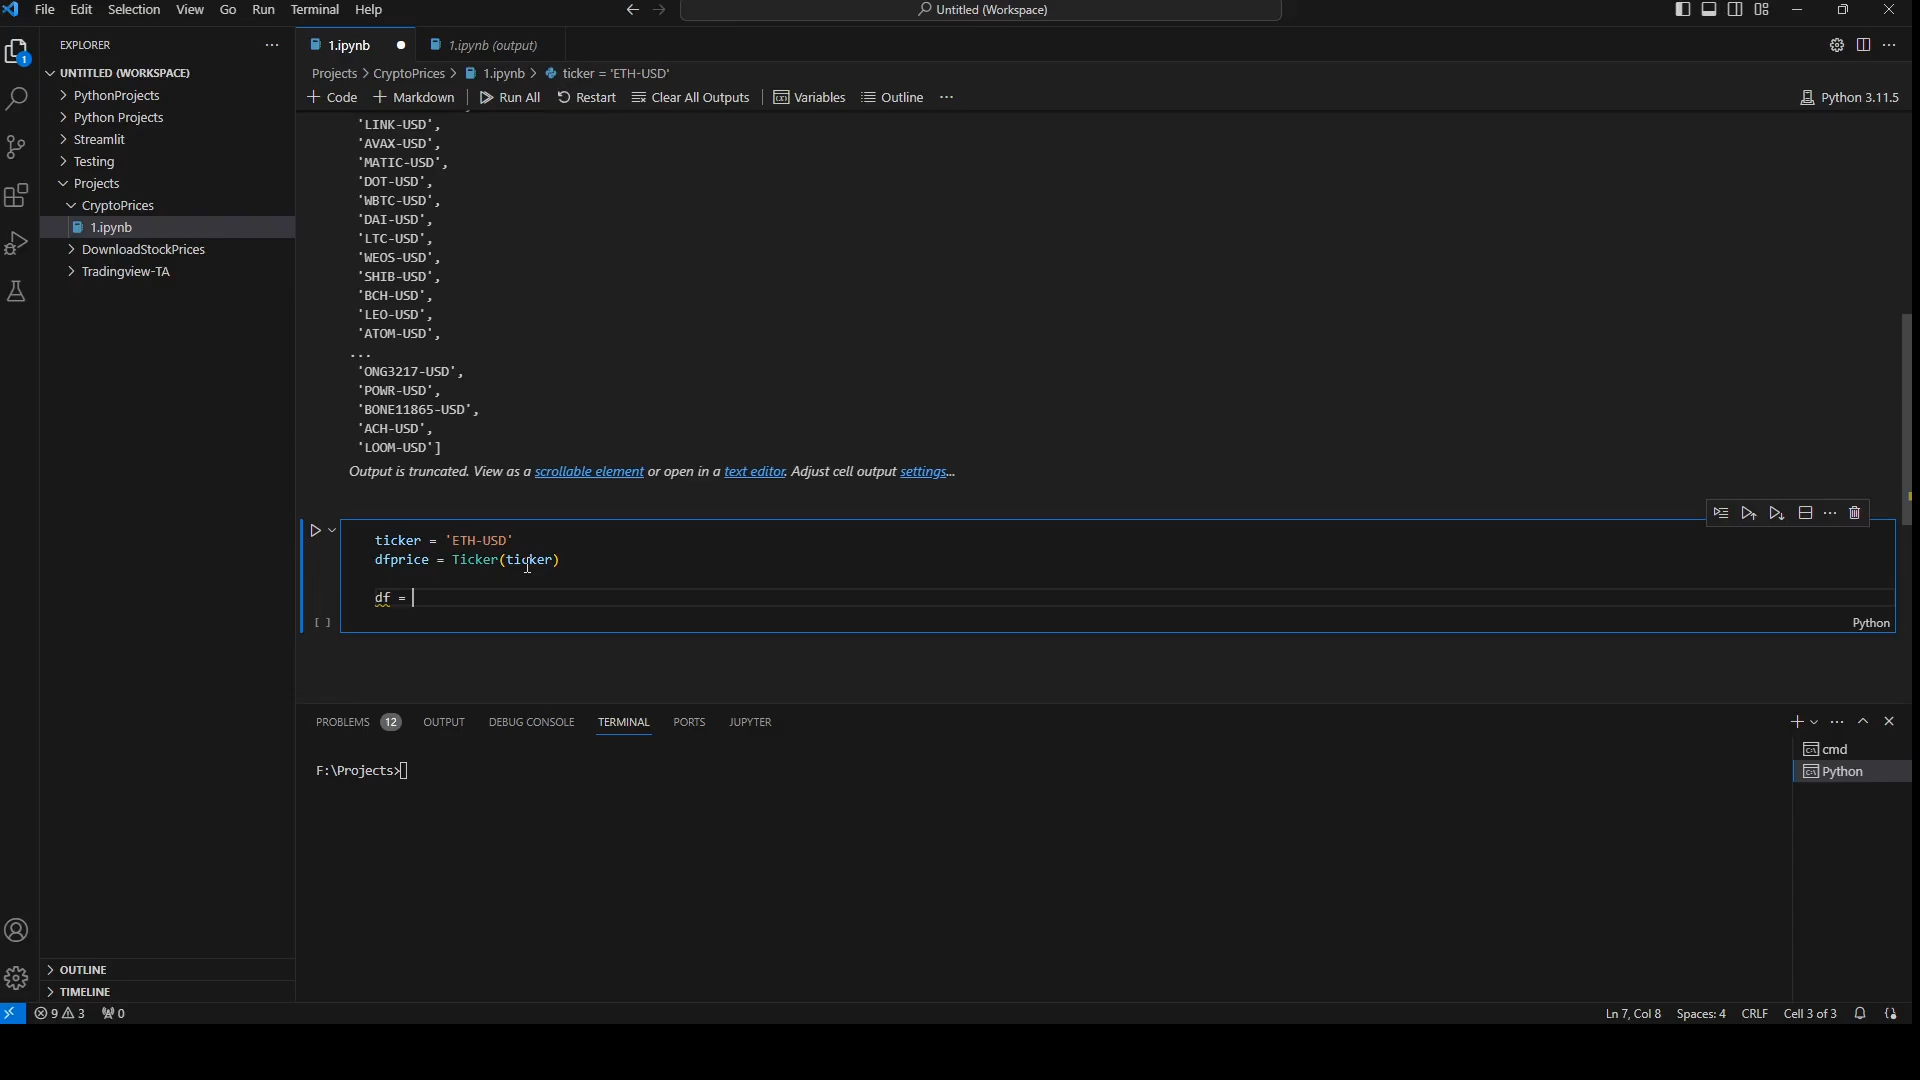 File Edit Selection View Go Run Terminal Help
Untitled (Workspace)
EXPLORER
1
UNTITLED (WORKSPACE)
PythonProjects
Python Projects
Streamlit
Testing
Projects
CryptoPrices
1.ipynb
DownloadStockPrices
Tradingview-TA
OUTLINE
TIMELINE
1.ipynb
1.ipynb (output)
Projects > CryptoPrices > 1.ipynb > ticker = 'ETH-USD'
+ Code + Markdown | Run All Restart Clear All Outputs | Variables Outline ...
Python 3.11.5
'LINK-USD',
'AVAX-USD',
'MATIC-USD',
'DOT-USD',
'WBTC-USD',
'DAI-USD',
'LTC-USD',
'WEOS-USD',
'SHIB-USD',
'BCH-USD',
'LEO-USD',
'ATOM-USD',
...
'ONG3217-USD',
'POWR-USD',
'BONE11865-USD',
'ACH-USD',
'LOOM-USD']
Output is truncated. View as a scrollable element or open in a text editor. Adjust cell output settings...
ticker = 'ETH-USD'
dfprice = Ticker(ticker)
df =
[ ]
Python
PROBLEMS 12 OUTPUT DEBUG CONSOLE TERMINAL PORTS JUPYTER
F:\Projects>
cmd
Python
9 3 0
Ln 7, Col 8 Spaces: 4 CRLF Cell 3 of 3